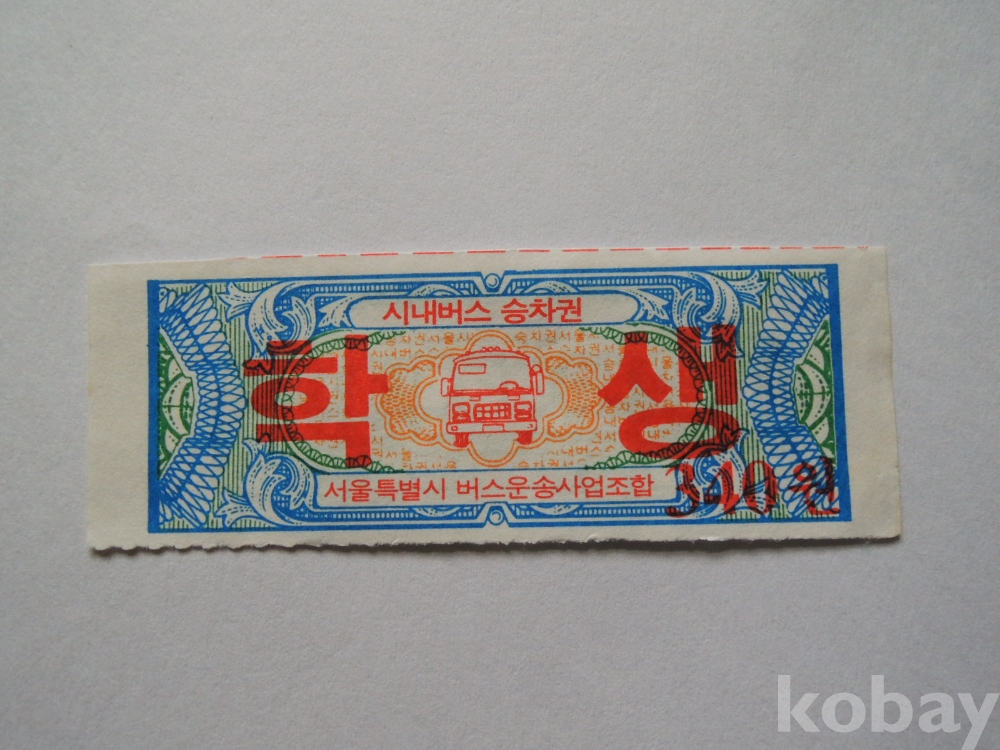 시내버스 승차권
학생
서울특별시 버스운송사업조합
340원
kobay